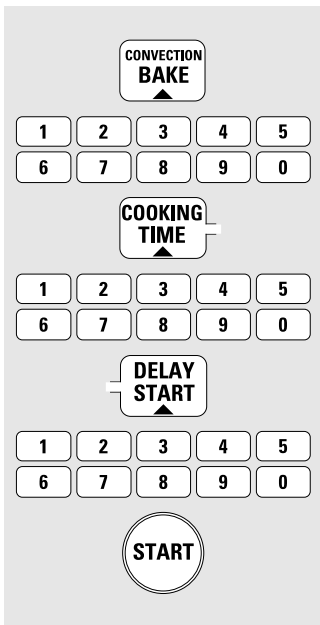 CONVECTION
BAKE
1 2 3 4 5
6 7 8 9 0
COOKING
TIME
1 2 3 4 5
6 7 8 9 0
DELAY
START
1 2 3 4 5
6 7 8 9 0
START